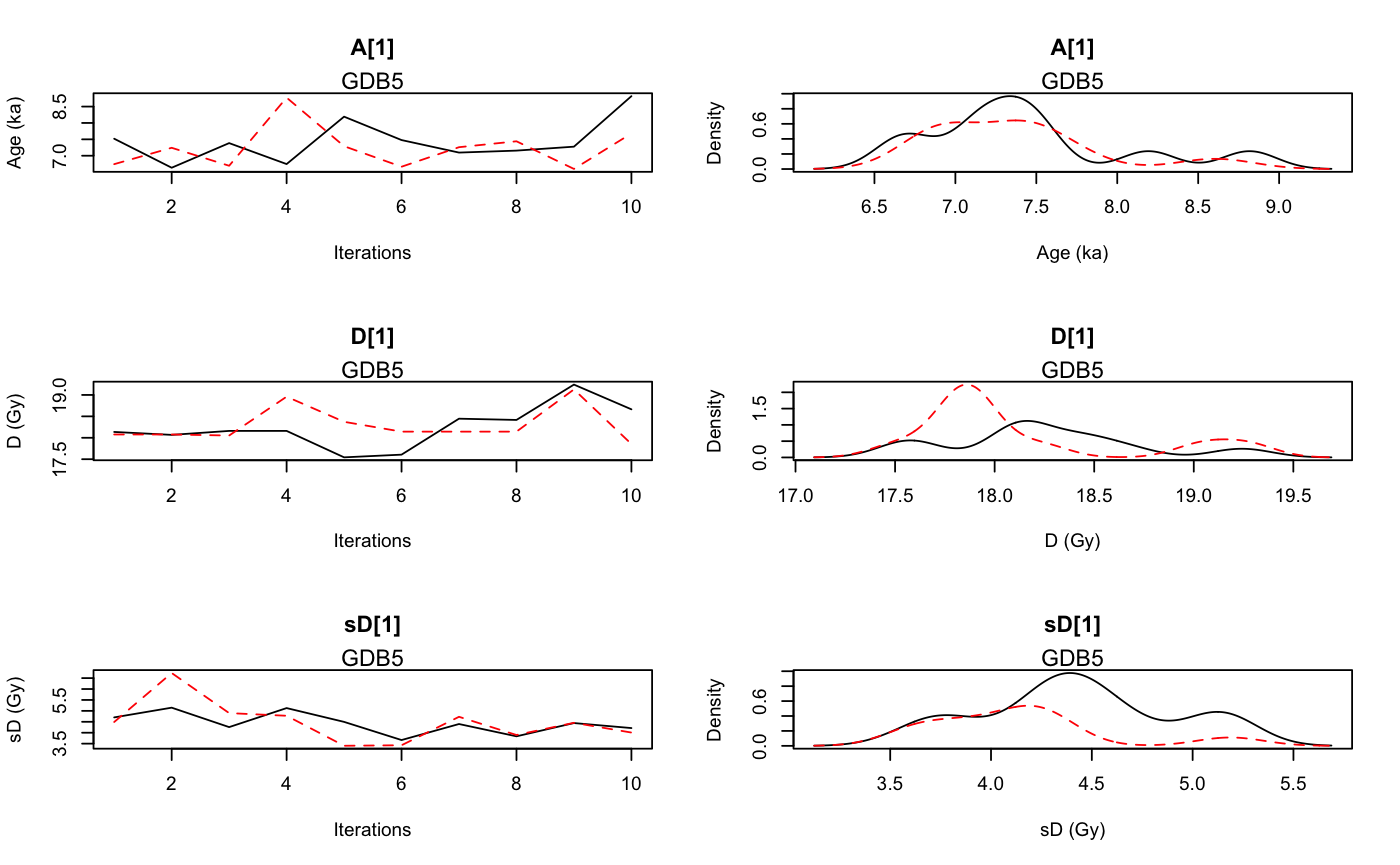 A[1]
GDB5
Age (ka)
7.0 8.5
2 4 6 8 10
Iterations
A[1]
GDB5
Density
0.0 0.6
6.5 7.0 7.5 8.0 8.5 9.0
Age (ka)
D[1]
GDB5
D (Gy)
17.5 19.0
2 4 6 8 10
Iterations
D[1]
GDB5
Density
0.0 1.5
17.0 17.5 18.0 18.5 19.0 19.5
D (Gy)
sD[1]
GDB5
sD (Gy)
3.5 5.5
2 4 6 8 10
Iterations
sD[1]
GDB5
Density
0.0 0.6
3.5 4.0 4.5 5.0 5.5
sD (Gy)